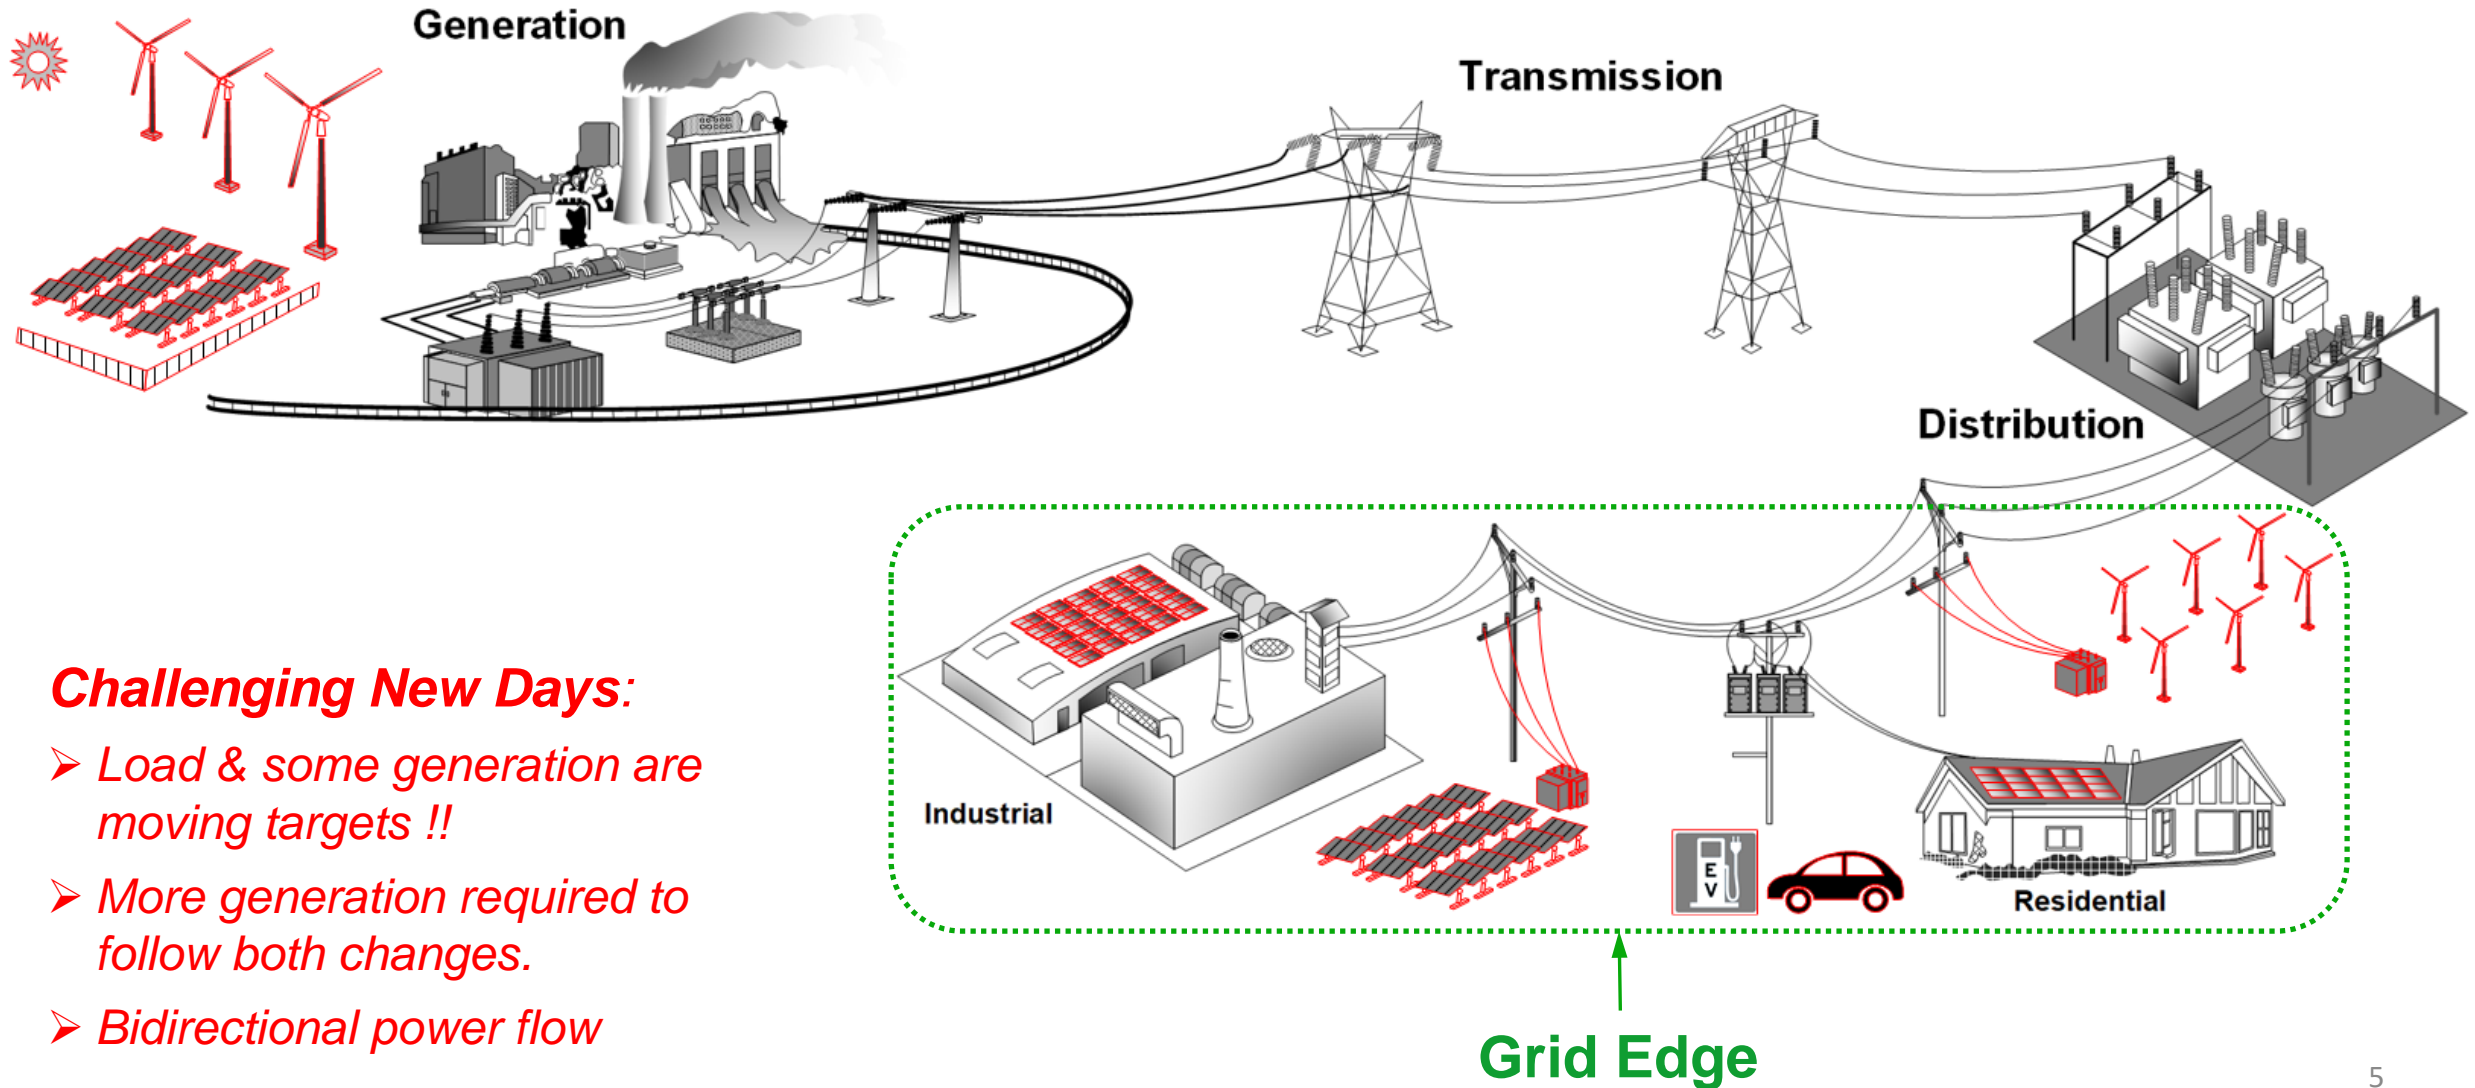 Generation
Transmission
Distribution
Challenging New Days:
➢ Load & some generation are
moving targets !!
➢ More generation required to
follow both changes.
➢ Bidirectional power flow
Industrial
E
V
Residential
Grid Edge
5